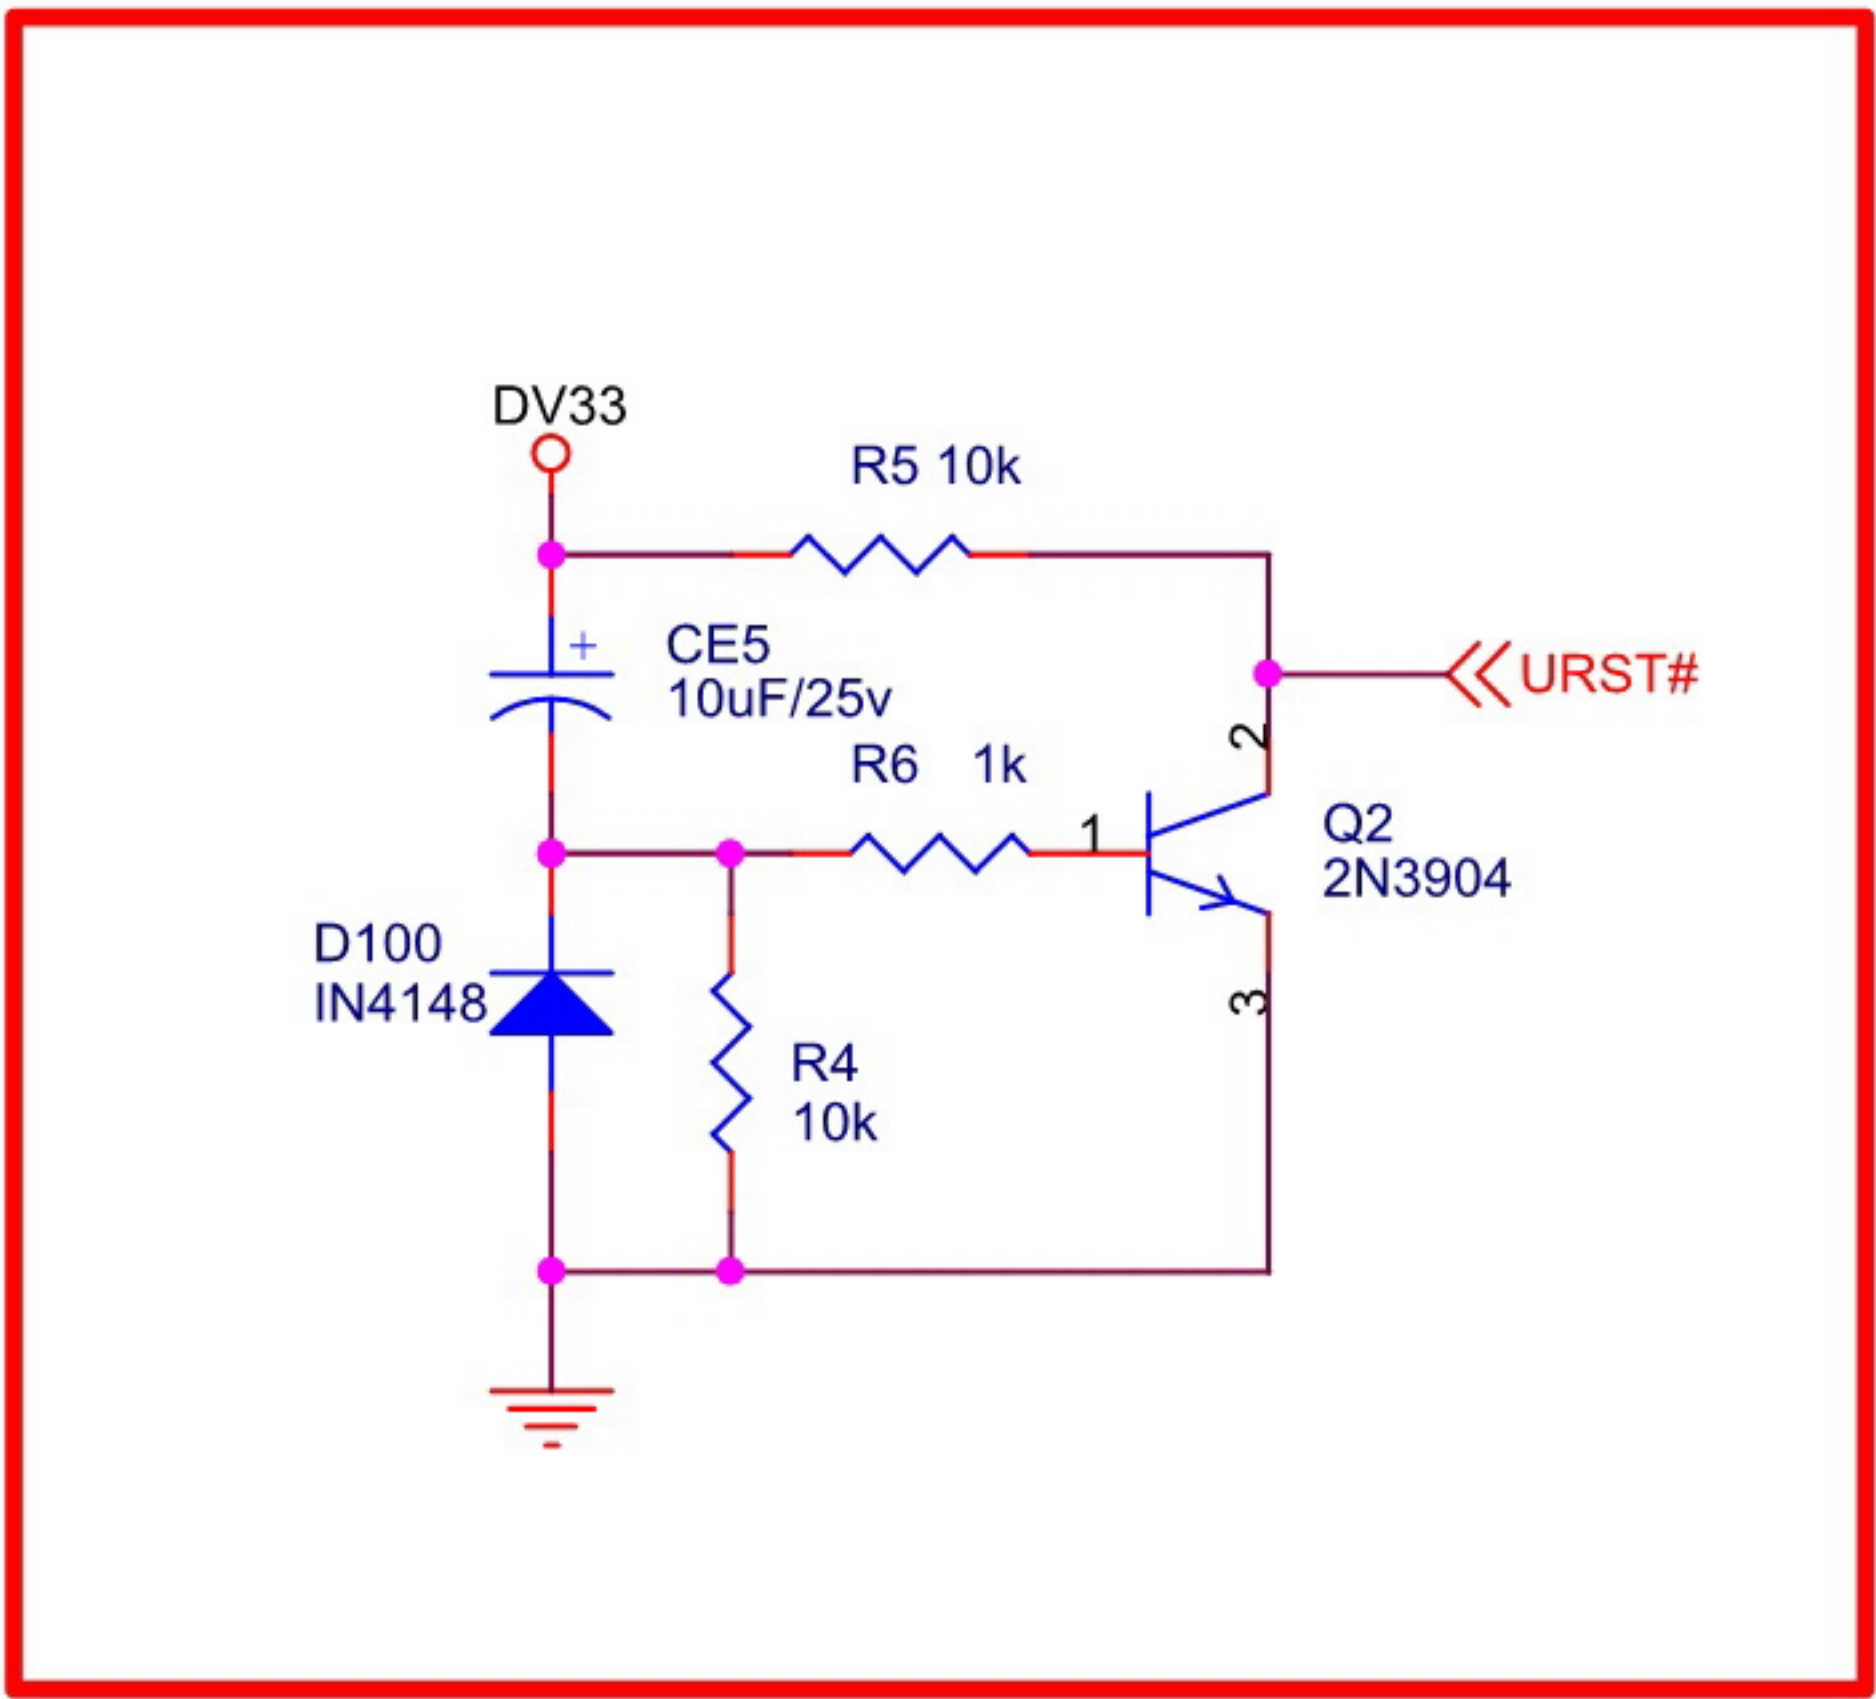 DV33
R5 10k
CE5
10uF/25v
URST#
2
R6 1k
1
Q2
2N3904
D100
IN4148
3
R4
10k